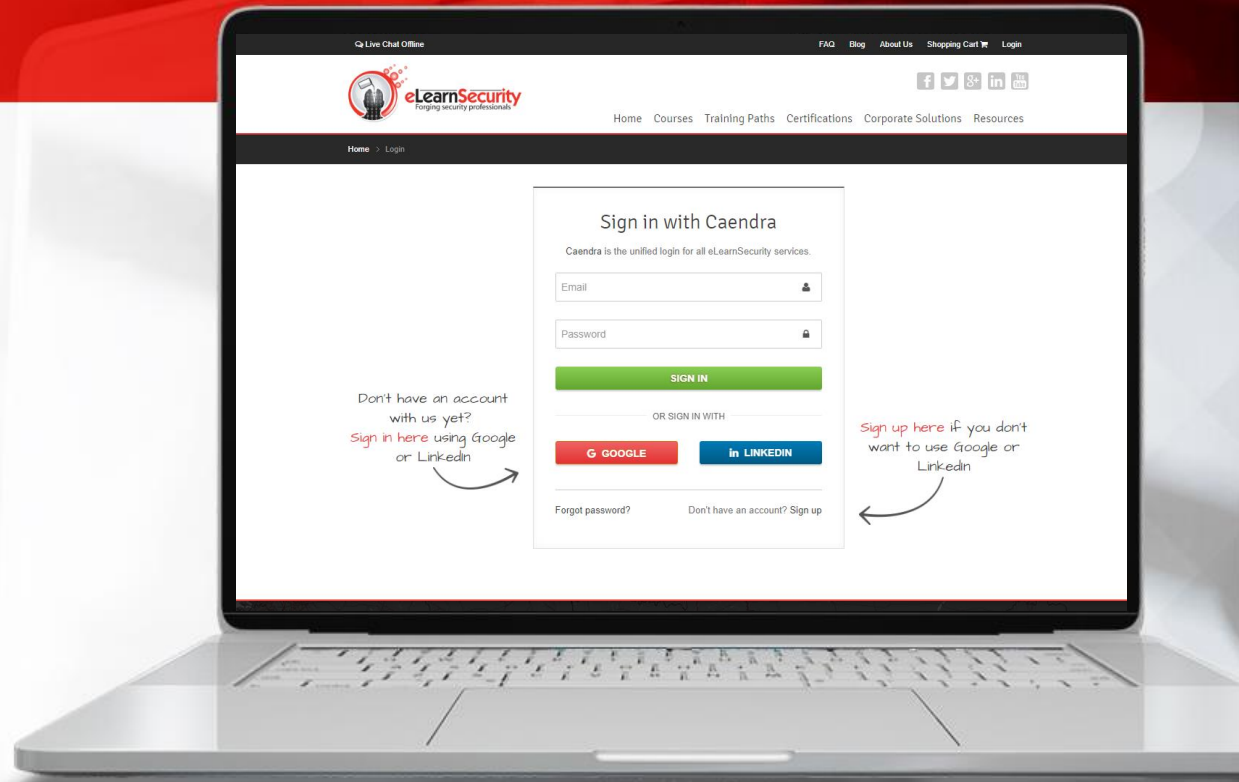 Live Chat Offline
FAQ Blog About Us Shopping Cart Login
eLearnSecurity
Forging security professionals
f g+ in You Tube
Home Courses Training Paths Certifications Corporate Solutions Resources
Home > Login
Sign in with Caendra
Caendra is the unified login for all eLearnSecurity services.
Email
Password
SIGN IN
OR SIGN IN WITH
G GOOGLE
in LINKEDIN
Forgot password?
Don't have an account? Sign up
Don't have an account
with us yet?
Sign in here using Google
or LinkedIn
Sign up here if you don't
want to use Google or
LinkedIn